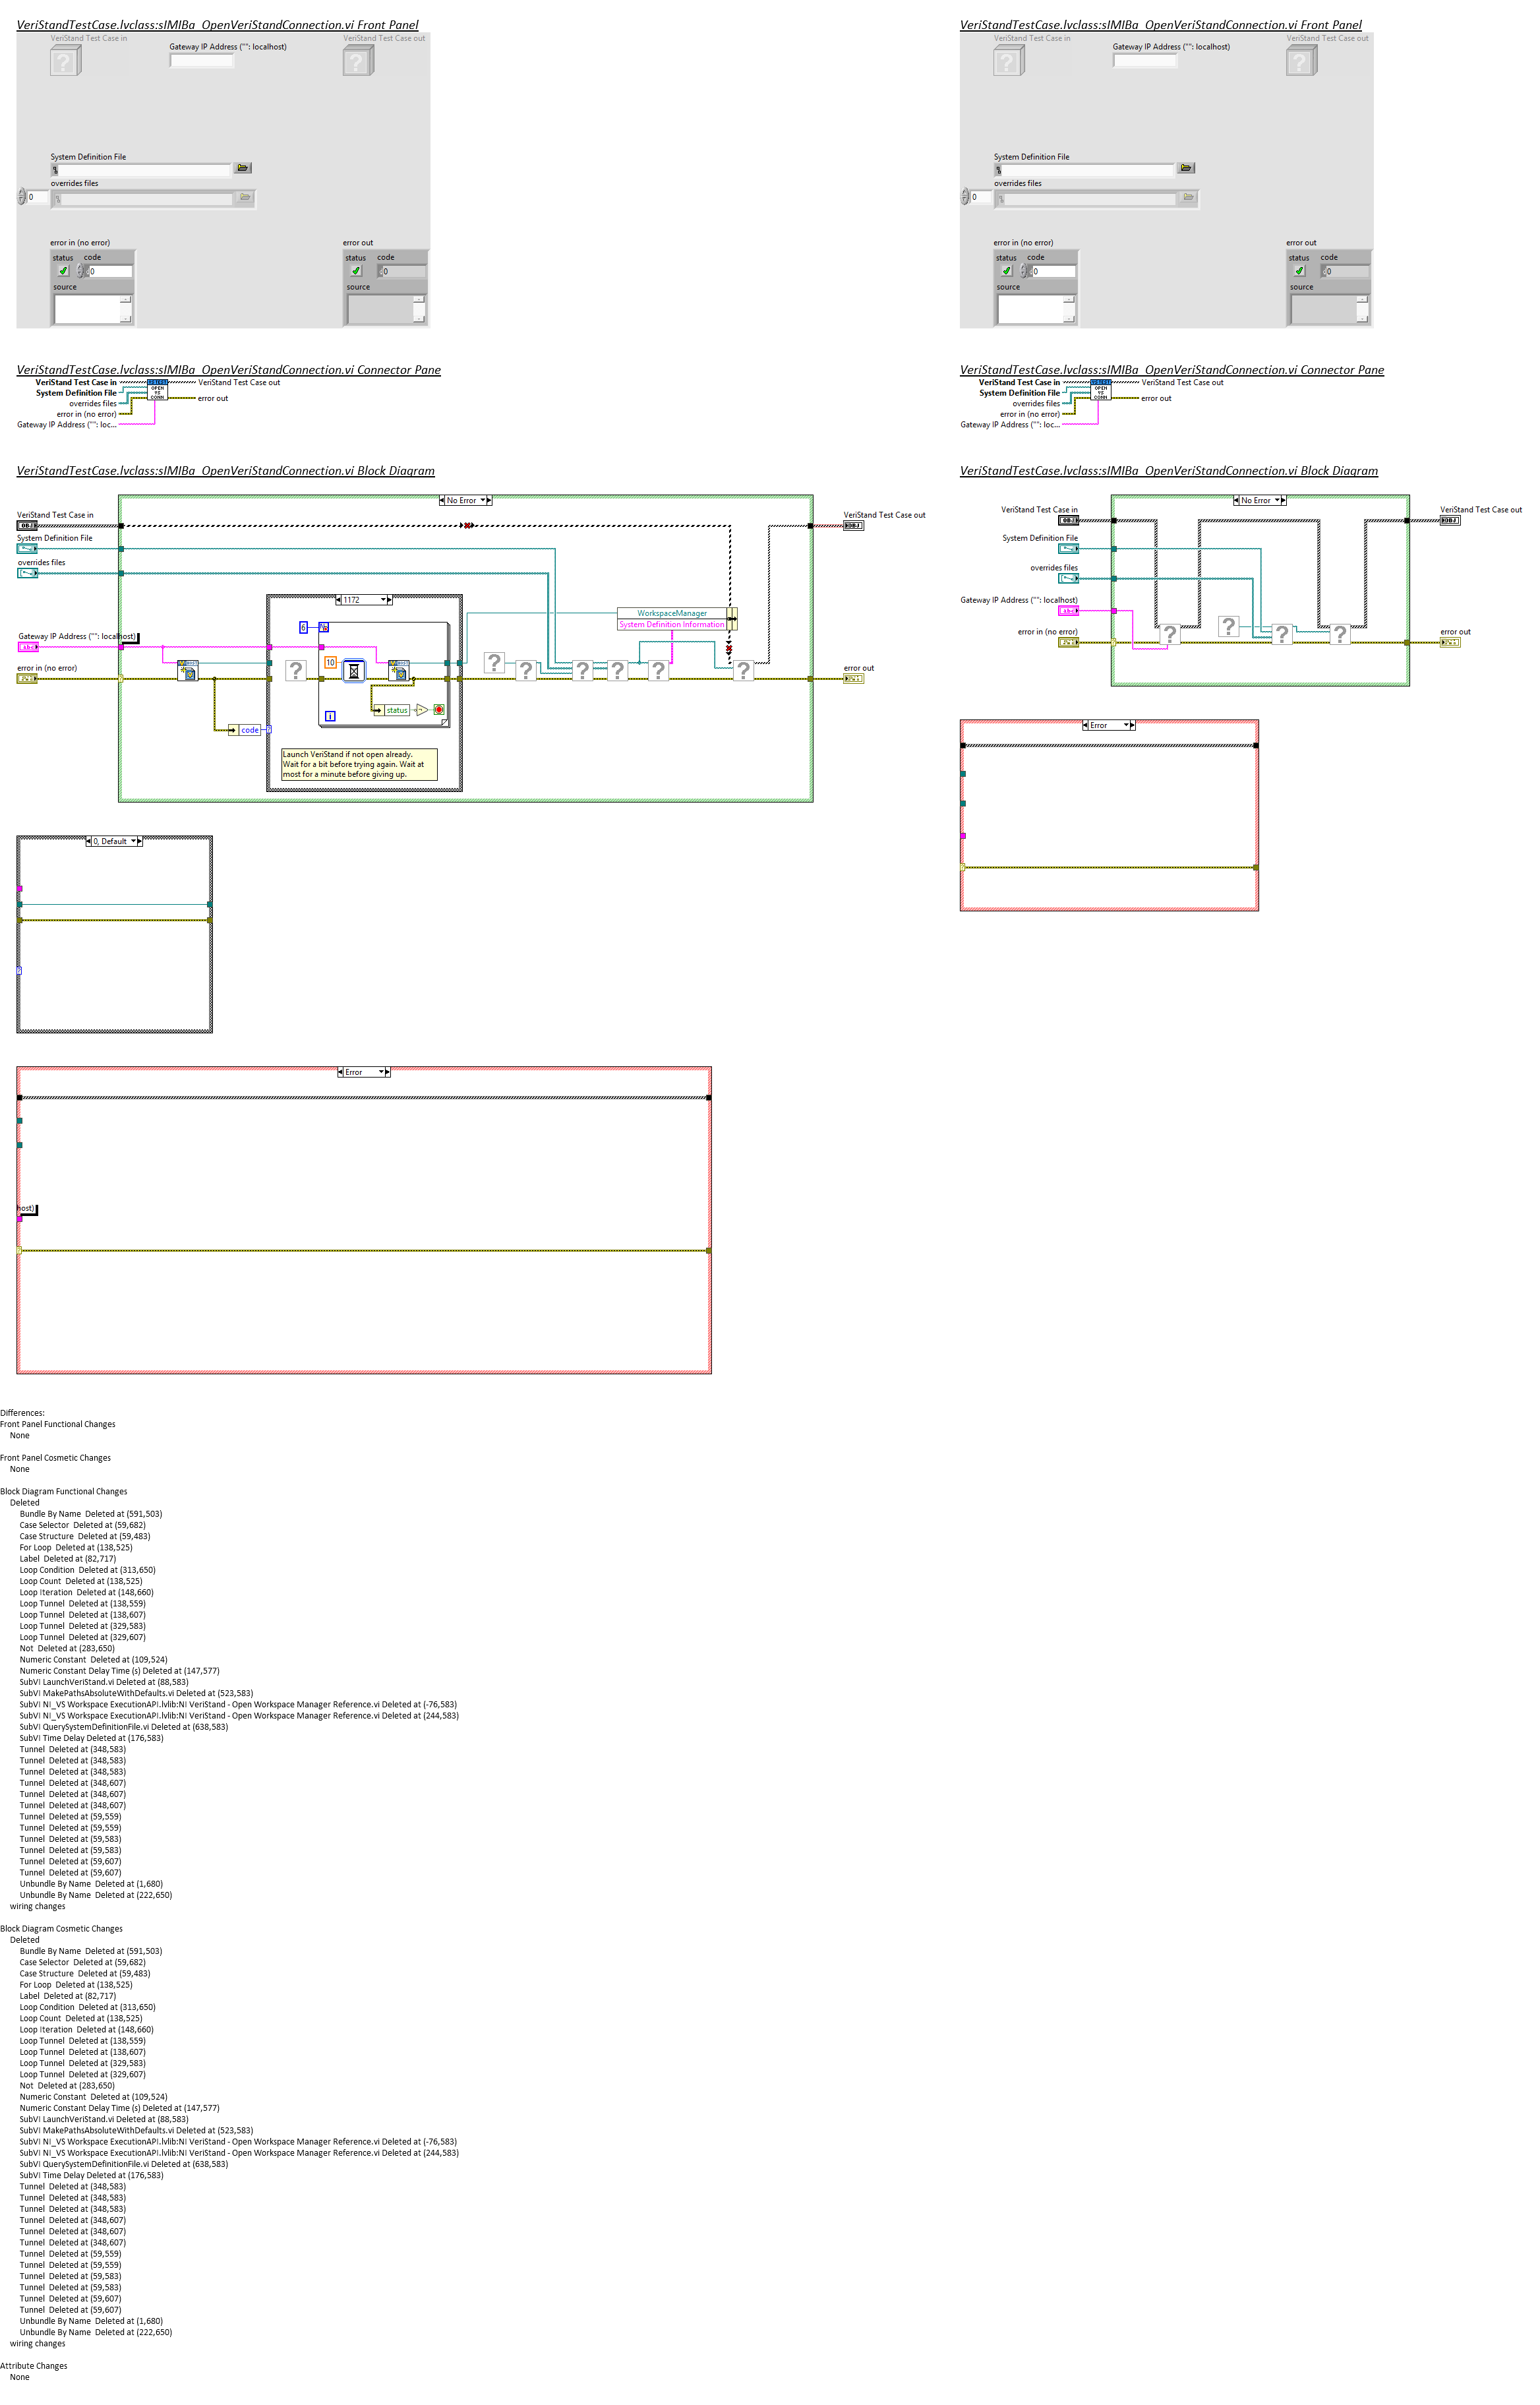 VeriStandTestCase.lvclass:sIMIBa_OpenVeriStandConnection.vi Front Panel
VeriStand Test Case in
Gateway IP Address ("": localhost)
VeriStand Test Case out
System Definition File
overrides files
0
error in (no error)
error out
status code
status code
0
0
source
source
VeriStandTestCase.lvclass:sIMIBa_OpenVeriStandConnection.vi Connector Pane
VeriStand Test Case in
VeriStand Test Case out
System Definition File
OPEN
VS
CONN
overrides files
error out
error in (no error)
Gateway IP Address ("": loc...
VeriStandTestCase.lvclass:sIMIBa_OpenVeriStandConnection.vi Block Diagram
No Error
VeriStand Test Case in
OBJ
VeriStand Test Case out
OBJ
System Definition File
overrides files
1172
WorkspaceManager
System Definition Information
6
N
Gateway IP Address ("": localhost)
abc
10
error in (no error)
error out
status
i
code
Launch VeriStand if not open already.
Wait for a bit before trying again. Wait at
most for a minute before giving up.
0, Default
Error
host)
VeriStandTestCase.lvclass:sIMIBa_OpenVeriStandConnection.vi Front Panel
VeriStand Test Case in
Gateway IP Address ("": localhost)
VeriStand Test Case out
System Definition File
overrides files
0
error in (no error)
error out
status code
status code
0
0
source
source
VeriStandTestCase.lvclass:sIMIBa_OpenVeriStandConnection.vi Connector Pane
VeriStand Test Case in
VeriStand Test Case out
System Definition File
OPEN
VS
CONN
overrides files
error out
error in (no error)
Gateway IP Address ("": loc...
VeriStandTestCase.lvclass:sIMIBa_OpenVeriStandConnection.vi Block Diagram
No Error
VeriStand Test Case in
OBJ
VeriStand Test Case out
OBJ
System Definition File
overrides files
Gateway IP Address ("": localhost)
abc
error in (no error)
error out
Error
Differences:
Front Panel Functional Changes
None
Front Panel Cosmetic Changes
None
Block Diagram Functional Changes
Deleted
Bundle By Name  Deleted at (591,503)
Case Selector  Deleted at (59,682)
Case Structure  Deleted at (59,483)
For Loop  Deleted at (138,525)
Label  Deleted at (82,717)
Loop Condition  Deleted at (313,650)
Loop Count  Deleted at (138,525)
Loop Iteration  Deleted at (148,660)
Loop Tunnel  Deleted at (138,559)
Loop Tunnel  Deleted at (138,607)
Loop Tunnel  Deleted at (329,583)
Loop Tunnel  Deleted at (329,607)
Not  Deleted at (283,650)
Numeric Constant  Deleted at (109,524)
Numeric Constant Delay Time (s) Deleted at (147,577)
SubVI LaunchVeriStand.vi Deleted at (88,583)
SubVI MakePathsAbsoluteWithDefaults.vi Deleted at (523,583)
SubVI NI_VS Workspace ExecutionAPI.lvlib:NI VeriStand - Open Workspace Manager Reference.vi Deleted at (-76,583)
SubVI NI_VS Workspace ExecutionAPI.lvlib:NI VeriStand - Open Workspace Manager Reference.vi Deleted at (244,583)
SubVI QuerySystemDefinitionFile.vi Deleted at (638,583)
SubVI Time Delay Deleted at (176,583)
Tunnel  Deleted at (348,583)
Tunnel  Deleted at (348,583)
Tunnel  Deleted at (348,583)
Tunnel  Deleted at (348,607)
Tunnel  Deleted at (348,607)
Tunnel  Deleted at (348,607)
Tunnel  Deleted at (59,559)
Tunnel  Deleted at (59,559)
Tunnel  Deleted at (59,583)
Tunnel  Deleted at (59,583)
Tunnel  Deleted at (59,607)
Tunnel  Deleted at (59,607)
Unbundle By Name  Deleted at (1,680)
Unbundle By Name  Deleted at (222,650)
wiring changes
Block Diagram Cosmetic Changes
Deleted
Bundle By Name  Deleted at (591,503)
Case Selector  Deleted at (59,682)
Case Structure  Deleted at (59,483)
For Loop  Deleted at (138,525)
Label  Deleted at (82,717)
Loop Condition  Deleted at (313,650)
Loop Count  Deleted at (138,525)
Loop Iteration  Deleted at (148,660)
Loop Tunnel  Deleted at (138,559)
Loop Tunnel  Deleted at (138,607)
Loop Tunnel  Deleted at (329,583)
Loop Tunnel  Deleted at (329,607)
Not  Deleted at (283,650)
Numeric Constant  Deleted at (109,524)
Numeric Constant Delay Time (s) Deleted at (147,577)
SubVI LaunchVeriStand.vi Deleted at (88,583)
SubVI MakePathsAbsoluteWithDefaults.vi Deleted at (523,583)
SubVI NI_VS Workspace ExecutionAPI.lvlib:NI VeriStand - Open Workspace Manager Reference.vi Deleted at (-76,583)
SubVI NI_VS Workspace ExecutionAPI.lvlib:NI VeriStand - Open Workspace Manager Reference.vi Deleted at (244,583)
SubVI QuerySystemDefinitionFile.vi Deleted at (638,583)
SubVI Time Delay Deleted at (176,583)
Tunnel  Deleted at (348,583)
Tunnel  Deleted at (348,583)
Tunnel  Deleted at (348,583)
Tunnel  Deleted at (348,607)
Tunnel  Deleted at (348,607)
Tunnel  Deleted at (348,607)
Tunnel  Deleted at (59,559)
Tunnel  Deleted at (59,559)
Tunnel  Deleted at (59,583)
Tunnel  Deleted at (59,583)
Tunnel  Deleted at (59,607)
Tunnel  Deleted at (59,607)
Unbundle By Name  Deleted at (1,680)
Unbundle By Name  Deleted at (222,650)
wiring changes
Attribute Changes
None